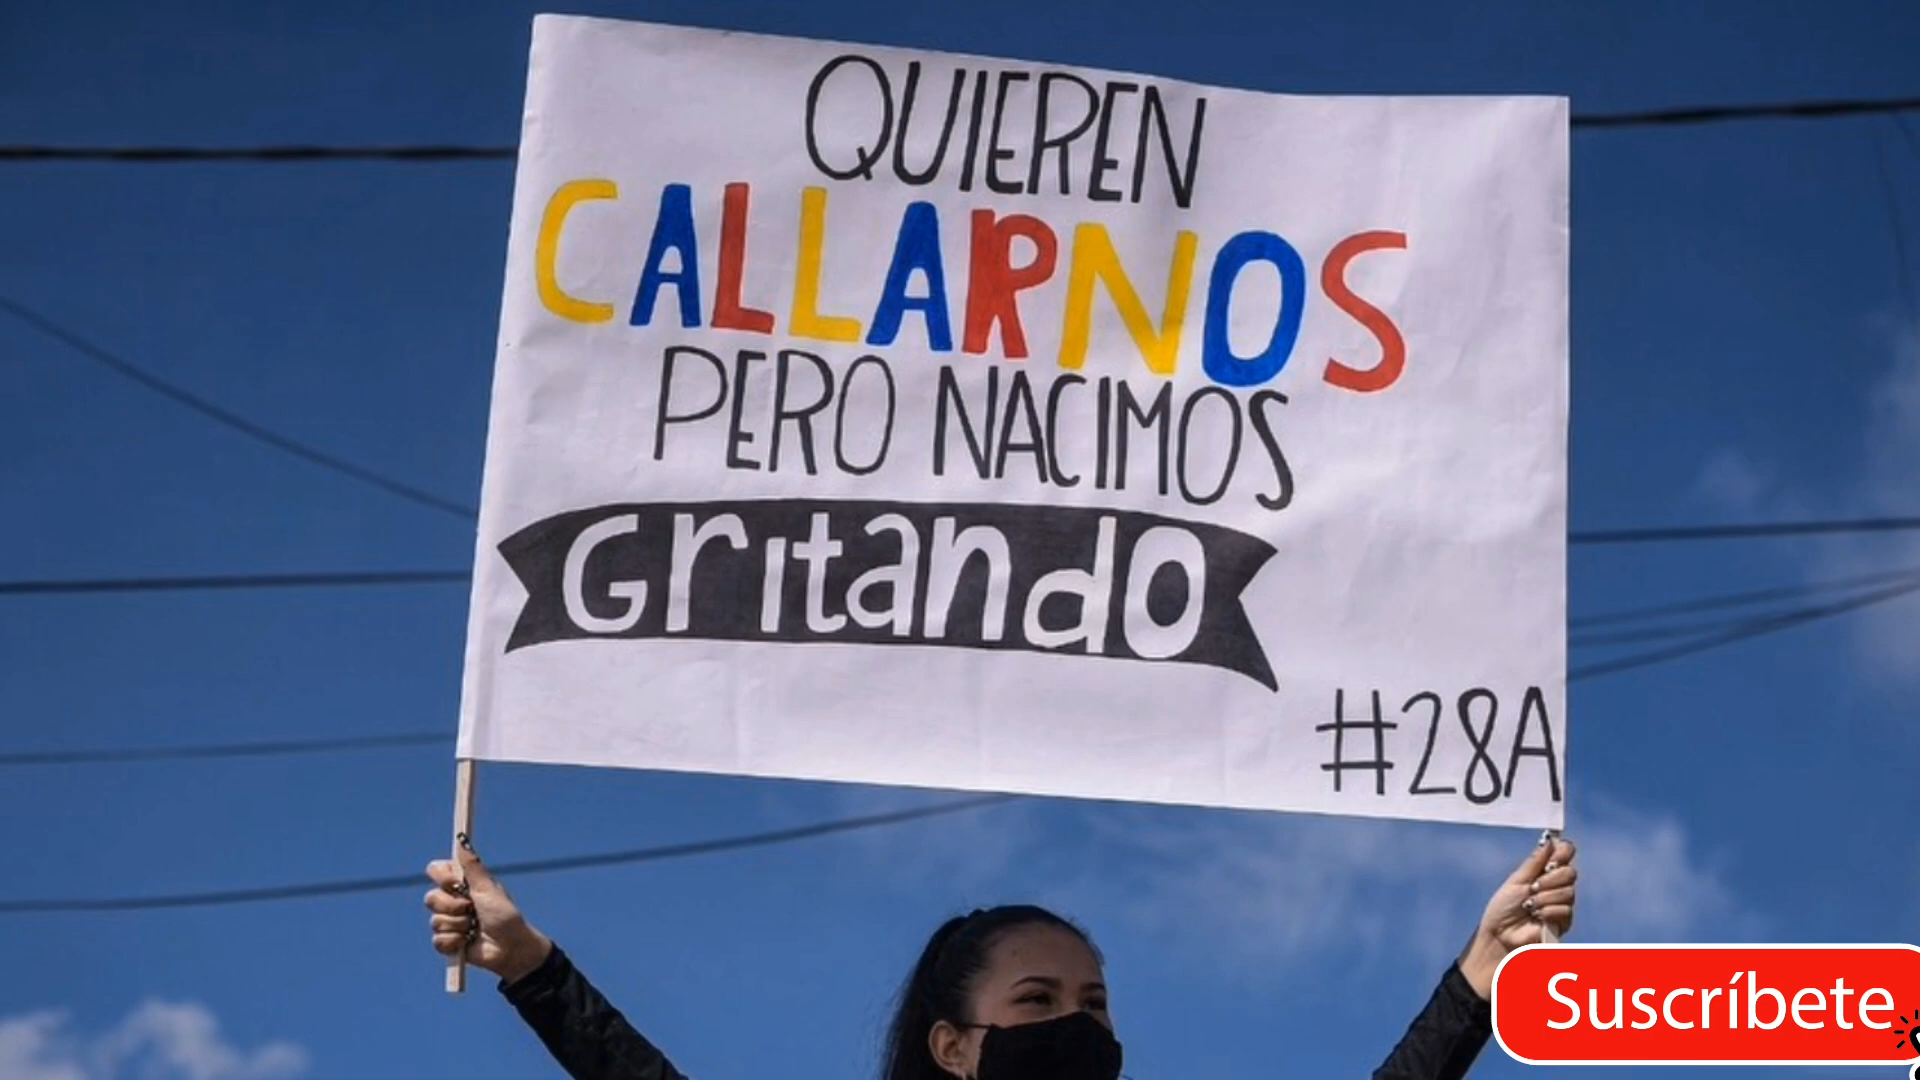 QUIEREN
CALLARNOS
PERO NACIMOS
Gritando
#28A
Suscríbete